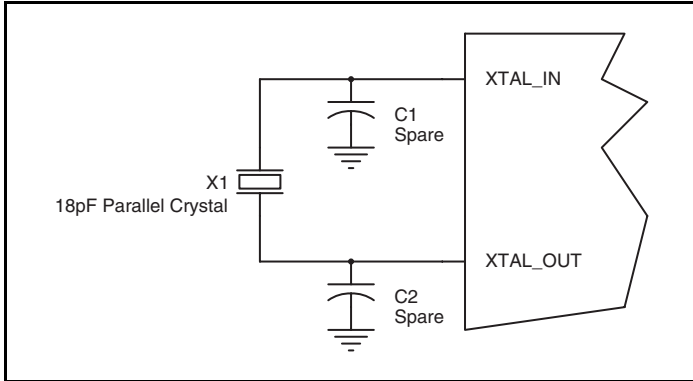 XTAL_IN
C1
Spare
X1
18pF Parallel Crystal
XTAL_OUT
C2
Spare